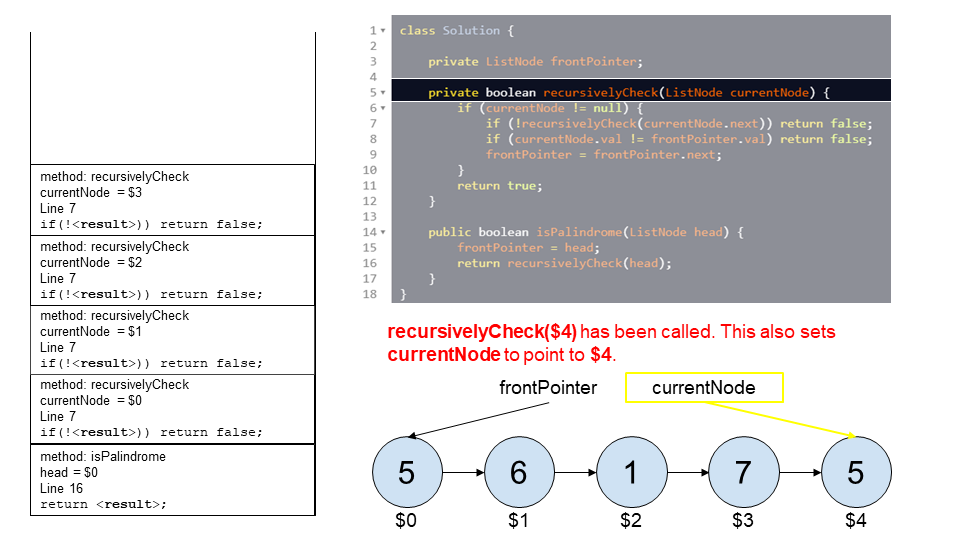 method: recursivelyCheck
currentNode = $3
Line 7
if(!<result>)) return false;
method: recursivelyCheck
currentNode = $2
Line 7
if(!<result>)) return false;
method: recursivelyCheck
currentNode = $1
Line 7
if(!<result>)) return false;
method: recursivelyCheck
currentNode = $0
Line 7
if(!<result>)) return false;
method: isPalindrome
head = $0
Line 16
return <result>;
1 class Solution {
2
3 private ListNode frontPointer;
4
5 private boolean recursivelyCheck(ListNode currentNode) {
6 if (currentNode != null) {
7 if (!recursivelyCheck(currentNode.next)) return false;
8 if (currentNode.val != frontPointer.val) return false;
9 frontPointer = frontPointer.next;
10 }
11 return true;
12 }
13
14 public boolean isPalindrome(ListNode head) {
15 frontPointer = head;
16 return recursivelyCheck(head);
17 }
18 }
recursivelyCheck($4) has been called. This also sets
currentNode to point to $4.
frontPointer currentNode
5 6 1 7 5
$0 $1 $2 $3 $4